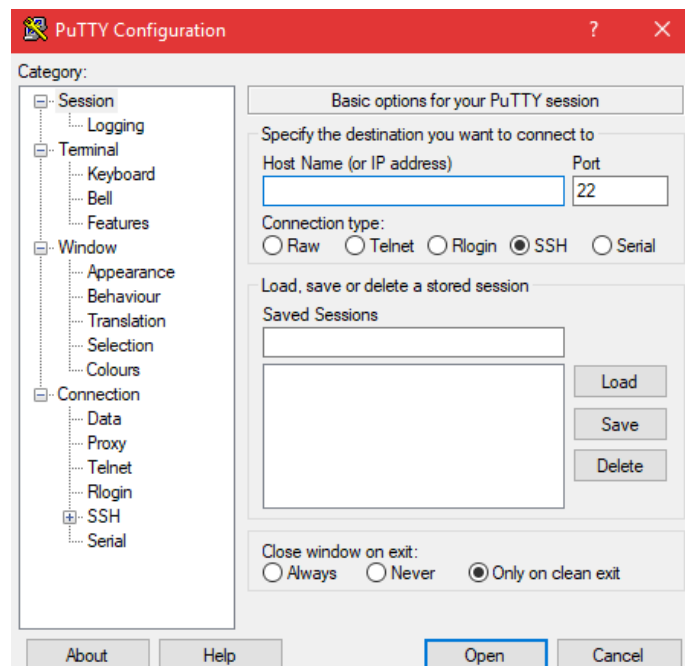 PuTTY Configuration ? ×
Category:
Session
Logging
Terminal
Keyboard
Bell
Features
Window
Appearance
Behaviour
Translation
Selection
Colours
Connection
Data
Proxy
Telnet
Rlogin
SSH
Serial
Basic options for your PuTTY session
Specify the destination you want to connect to
Host Name (or IP address) Port
22
Connection type:
Raw Telnet Rlogin SSH Serial
Load, save or delete a stored session
Saved Sessions
Load
Save
Delete
Close window on exit:
Always Never Only on clean exit
About Help Open Cancel